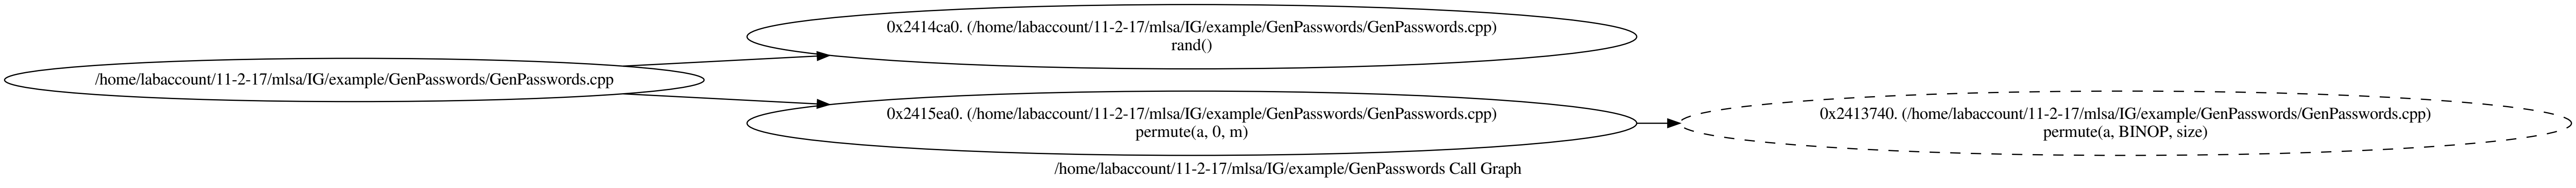 /home/labaccount/11-2-17/mlsa/IG/example/GenPasswords/GenPasswords.cpp
0x2414ca0. (/home/labaccount/11-2-17/mlsa/IG/example/GenPasswords/GenPasswords.cpp)
rand()
0x2415ea0. (/home/labaccount/11-2-17/mlsa/IG/example/GenPasswords/GenPasswords.cpp)
permute(a, 0, m)
0x2413740. (/home/labaccount/11-2-17/mlsa/IG/example/GenPasswords/GenPasswords.cpp)
permute(a, BINOP, size)
/home/labaccount/11-2-17/mlsa/IG/example/GenPasswords Call Graph